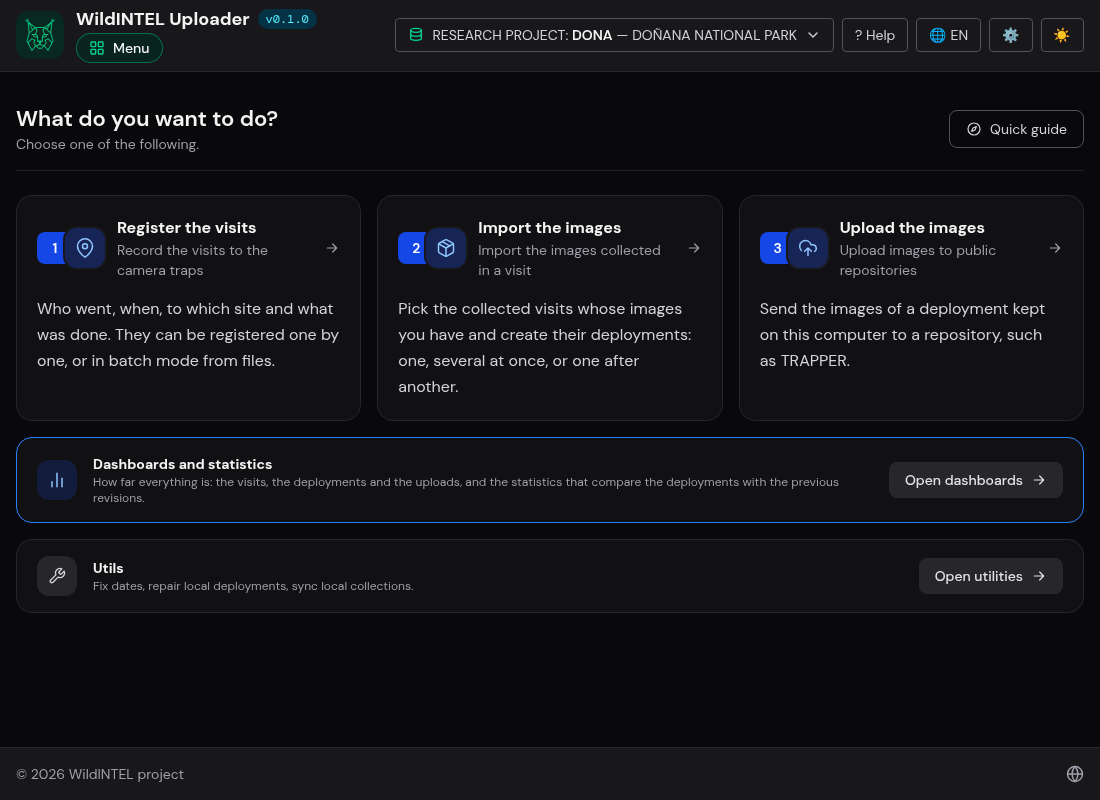 WildINTEL Uploader v0.1.0
Menu
RESEARCH PROJECT: DONA — DOÑANA NATIONAL PARK
? Help
EN
What do you want to do?
Choose one of the following.
Quick guide
1
Register the visits
Record the visits to the
camera traps
Who went, when, to which site and what
was done. They can be registered one by
one, or in batch mode from files.
2
Import the images
Import the images collected
in a visit
Pick the collected visits whose images
you have and create their deployments:
one, several at once, or one after
another.
3
Upload the images
Upload images to public
repositories
Send the images of a deployment kept
on this computer to a repository, such
as TRAPPER.
Dashboards and statistics
How far everything is: the visits, the deployments and the uploads, and the statistics that compare the deployments with the previous
revisions.
Open dashboards
Utils
Fix dates, repair local deployments, sync local collections.
Open utilities
© 2026 WildINTEL project